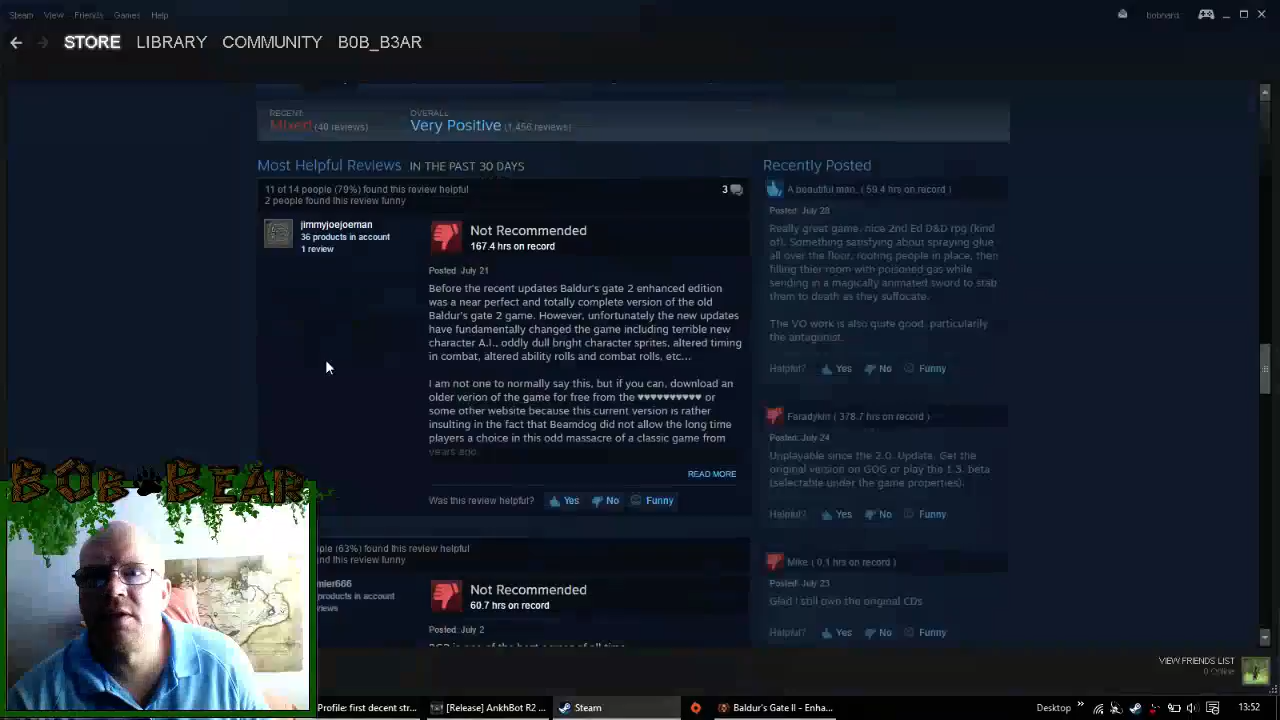 Steam View Friends Games Help
bobnard
STORE LIBRARY COMMUNITY B0B_B3AR
RECENT:
Mixed (40 reviews)
OVERALL:
Very Positive (1,456 reviews)
Most Helpful Reviews IN THE PAST 30 DAYS
11 of 14 people (79%) found this review helpful
2 people found this review funny
3
jimmyjoejoeman
36 products in account
1 review
Not Recommended
167.4 hrs on record
Posted: July 21
Before the recent updates Baldur's gate 2 enhanced edition
was a near perfect and totally complete version of the old
Baldur's gate 2 game. However, unfortunately the new updates
have fundamentally changed the game including terrible new
character A.I., oddly dull bright character sprites, altered timing
in combat, altered ability rolls and combat rolls, etc...
I am not one to normally say this, but if you can, download an
older verion of the game for free from the ♥♥♥♥♥♥♥♥♥♥ or
some other website because this current version is rather
insulting in the fact that Beamdog did not allow the long time
players a choice in this odd massacre of a classic game from
years ago.
READ MORE
Was this review helpful? Yes No Funny
ple (63%) found this review helpful
nd this review funny
mier666
products in account
views
Not Recommended
60.7 hrs on record
Posted: July 2
Recently Posted
A beautiful man, ( 59.4 hrs on record )
Posted: July 28
Really great game, nice 2nd Ed D&D rpg (kind
of). Something satisfying about spraying glue
all over the floor, rooting people in place, then
filling thier room with poisoned gas while
sending in a magically animated sword to stab
them to death as they suffocate.
The VO work is also quite good, particularily
the antagonist.
Helpful? Yes No Funny
Faradykrr ( 378.7 hrs on record )
Posted: July 24
Unplayable since the 2.0. Update. Get the
original version on GOG or play the 1.3. beta
(selectable under the game properties).
Helpful? Yes No Funny
Mike ( 0.1 hrs on record )
Posted: July 23
Glad I still own the original CDs
Helpful? Yes No Funny
BOB BEAR
VIEW FRIENDS LIST
0 Online
Profile: first decent str...
[Release] AnkhBot R2 ...
Steam
Baldur's Gate II - Enha...
Desktop
13:52